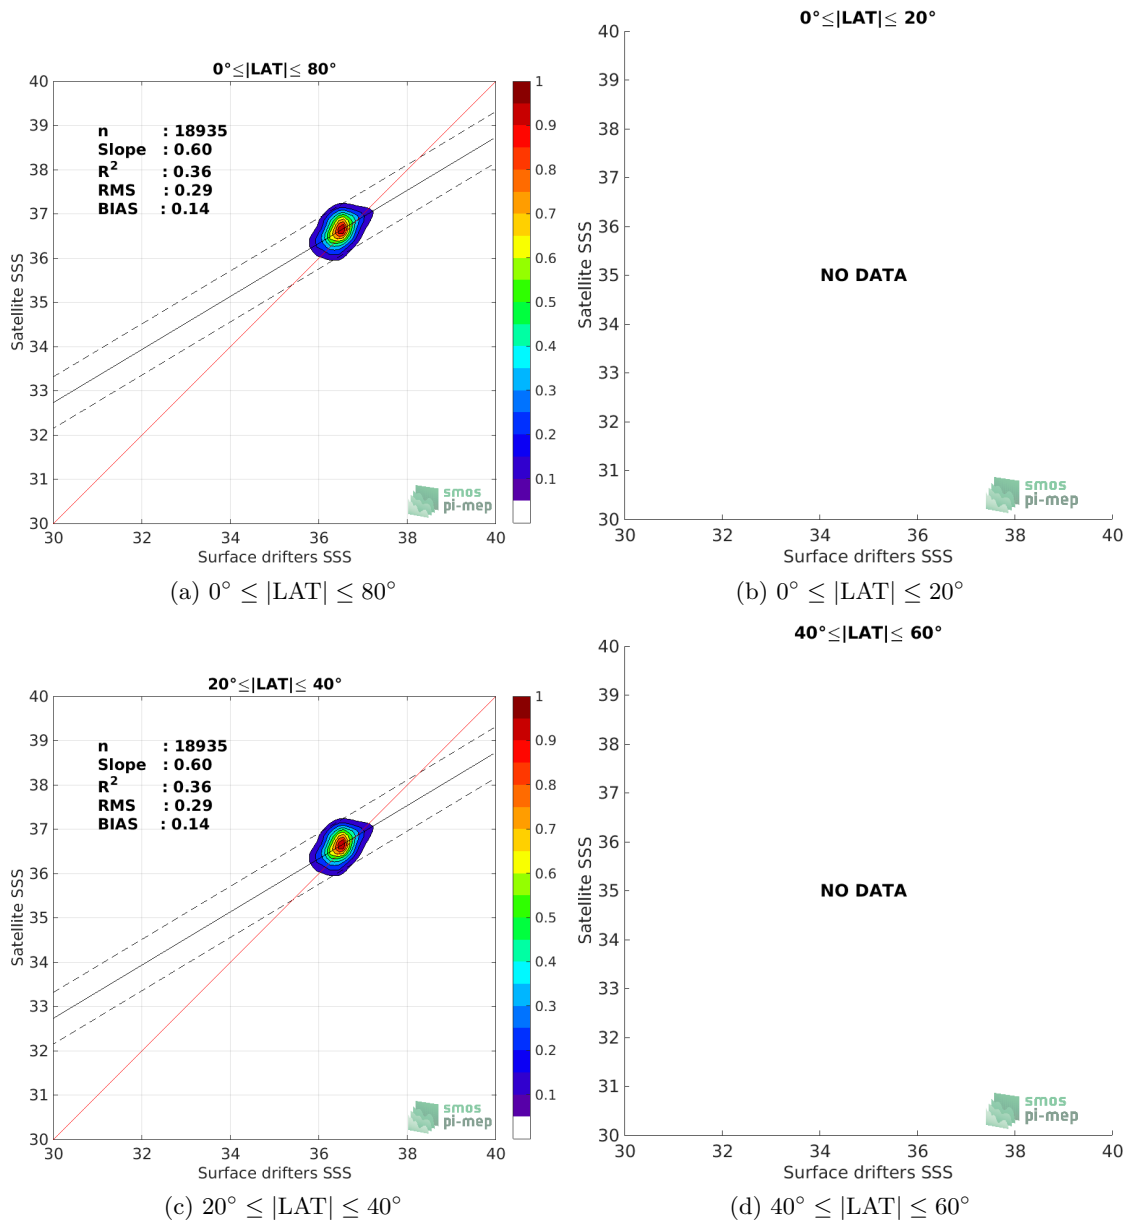 0°≤|LAT|≤ 80°
40
39
38
37
36
35
34
33
32
31
30
Satellite SSS
n : 18935
Slope : 0.60
R² : 0.36
RMS : 0.29
BIAS : 0.14
smos
pi-mep
30 32 34 36 38 40
Surface drifters SSS
1
0.9
0.8
0.7
0.6
0.5
0.4
0.3
0.2
0.1
(a) 0° ≤ |LAT| ≤ 80°
0°≤|LAT|≤ 20°
40
39
38
37
36
35
34
33
32
31
30
Satellite SSS
NO DATA
smos
pi-mep
30 32 34 36 38 40
Surface drifters SSS
(b) 0° ≤ |LAT| ≤ 20°
20°≤|LAT|≤ 40°
40
39
38
37
36
35
34
33
32
31
30
Satellite SSS
n : 18935
Slope : 0.60
R² : 0.36
RMS : 0.29
BIAS : 0.14
smos
pi-mep
30 32 34 36 38 40
Surface drifters SSS
1
0.9
0.8
0.7
0.6
0.5
0.4
0.3
0.2
0.1
(c) 20° ≤ |LAT| ≤ 40°
40°≤|LAT|≤ 60°
40
39
38
37
36
35
34
33
32
31
30
Satellite SSS
NO DATA
smos
pi-mep
30 32 34 36 38 40
Surface drifters SSS
(d) 40° ≤ |LAT| ≤ 60°